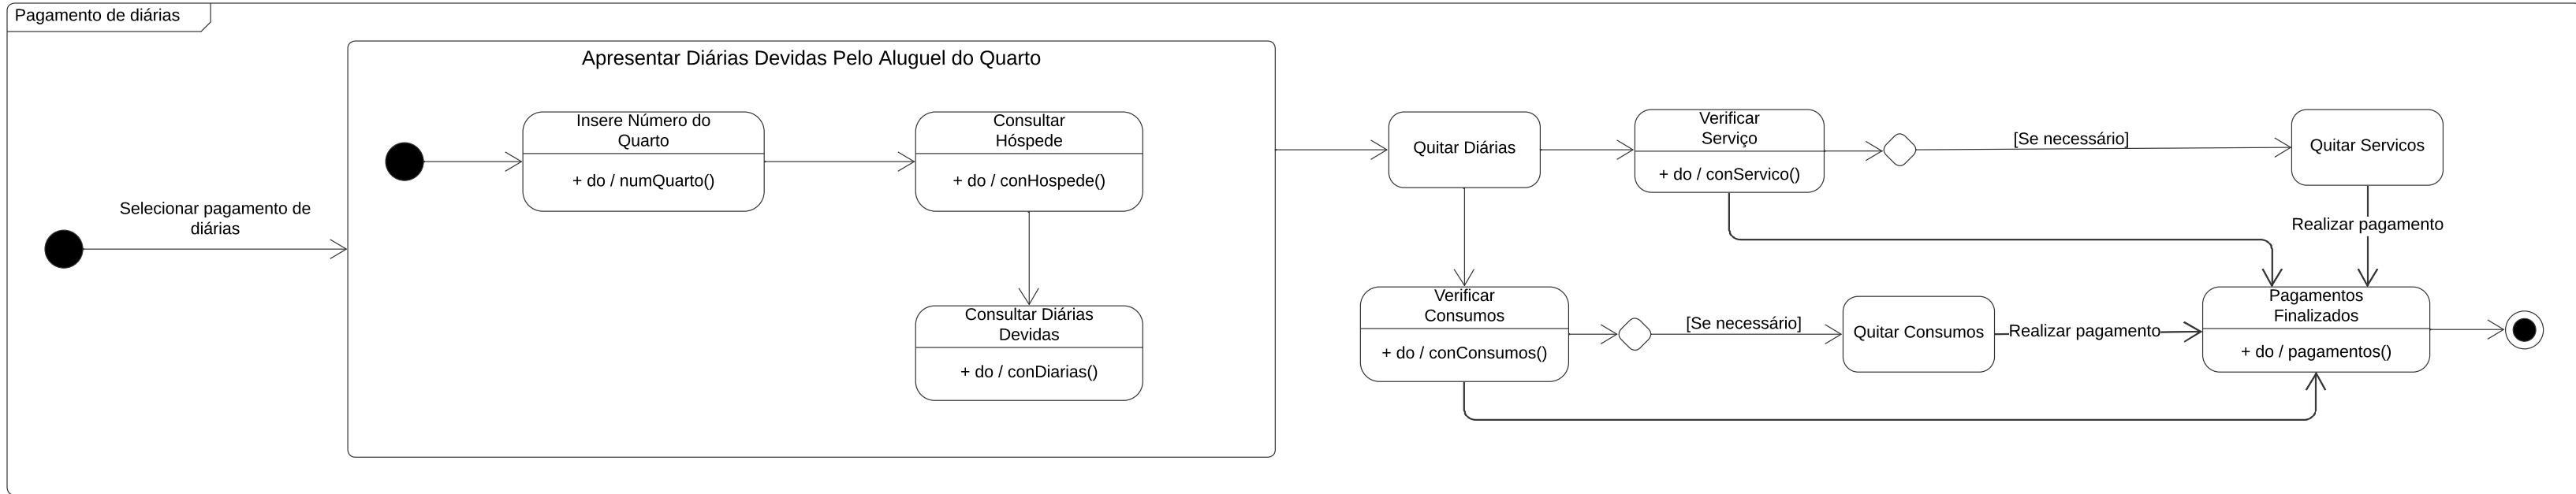 Pagamento de diárias
Apresentar Diárias Devidas Pelo Aluguel do Quarto
Selecionar pagamento de
diárias
Insere Número do
Quarto
+ do / numQuarto()
Consultar
Hóspede
+ do / conHospede()
Consultar Diárias
Devidas
+ do / conDiarias()
Quitar Diárias
Verificar
Serviço
+ do / conServico()
[Se necessário]
Quitar Servicos
Realizar pagamento
Verificar
Consumos
+ do / conConsumos()
[Se necessário]
Quitar Consumos
Realizar pagamento
Pagamentos
Finalizados
+ do / pagamentos()